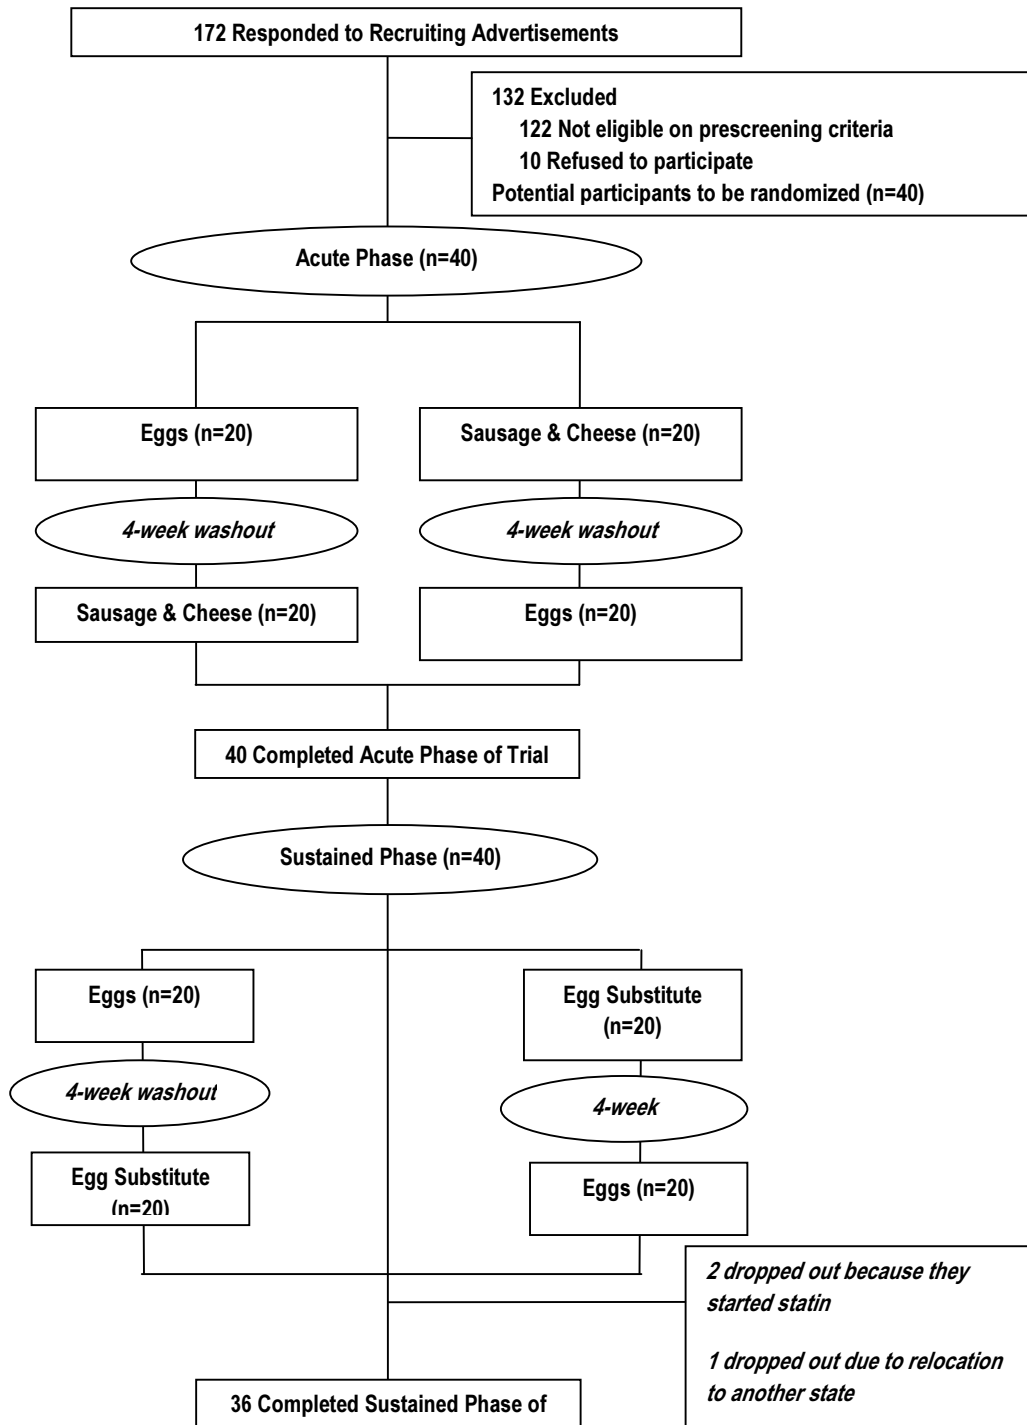 172 Responded to Recruiting Advertisements
132 Excluded
122 Not eligible on prescreening criteria
10 Refused to participate
Potential participants to be randomized (n=40)
Acute Phase (n=40)
Eggs (n=20)
Sausage & Cheese (n=20)
4-week washout
4-week washout
Sausage & Cheese (n=20)
Eggs (n=20)
40 Completed Acute Phase of Trial
Sustained Phase (n=40)
Eggs (n=20)
Egg Substitute
(n=20)
4-week washout
4-week
Egg Substitute
(n=20)
Eggs (n=20)
2 dropped out because they
started statin
1 dropped out due to relocation
to another state
36 Completed Sustained Phase of